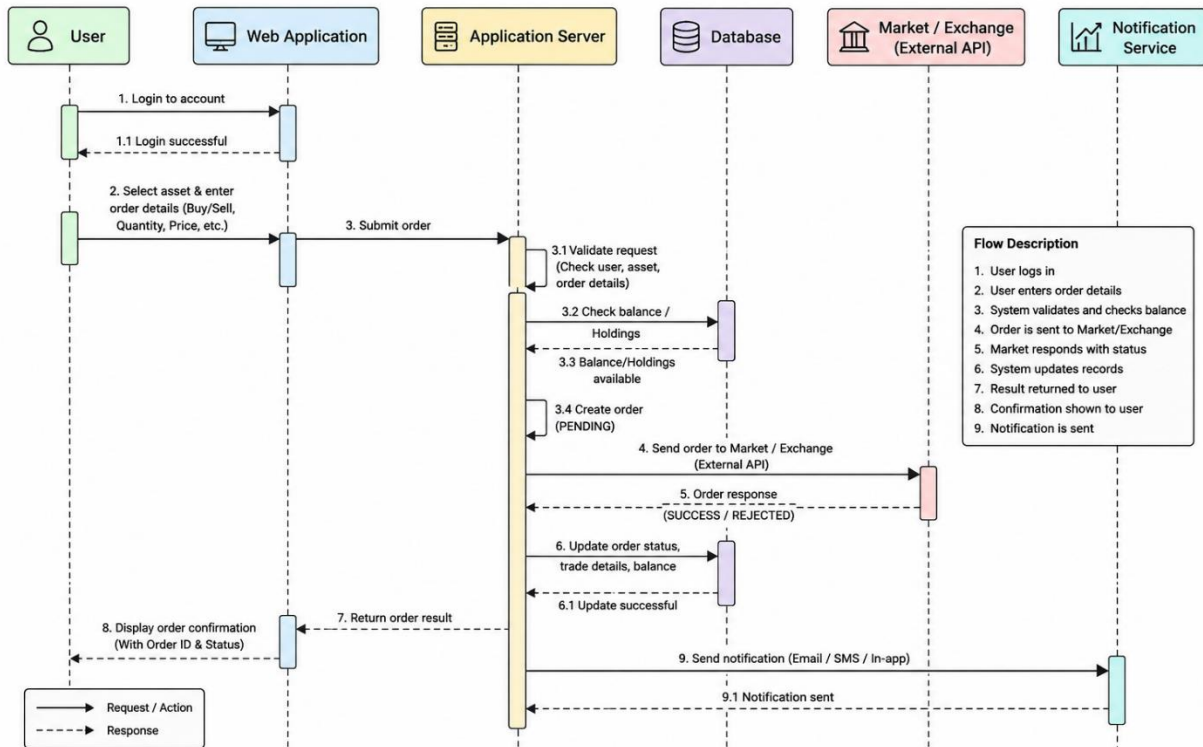 User
Web Application
Application Server
Database
Market / Exchange
(External API)
Notification
Service
1. Login to account
1.1 Login successful
2. Select asset & enter
order details (Buy/Sell,
Quantity, Price, etc.)
3. Submit order
3.1 Validate request
(Check user, asset,
order details)
3.2 Check balance /
Holdings
3.3 Balance/Holdings
available
3.4 Create order
(PENDING)
4. Send order to Market / Exchange
(External API)
5. Order response
(SUCCESS / REJECTED)
6. Update order status,
trade details, balance
6.1 Update successful
7. Return order result
8. Display order confirmation
(With Order ID & Status)
9. Send notification (Email / SMS / In-app)
9.1 Notification sent
Flow Description
1. User logs in
2. User enters order details
3. System validates and checks balance
4. Order is sent to Market/Exchange
5. Market responds with status
6. System updates records
7. Result returned to user
8. Confirmation shown to user
9. Notification is sent
Request / Action
Response